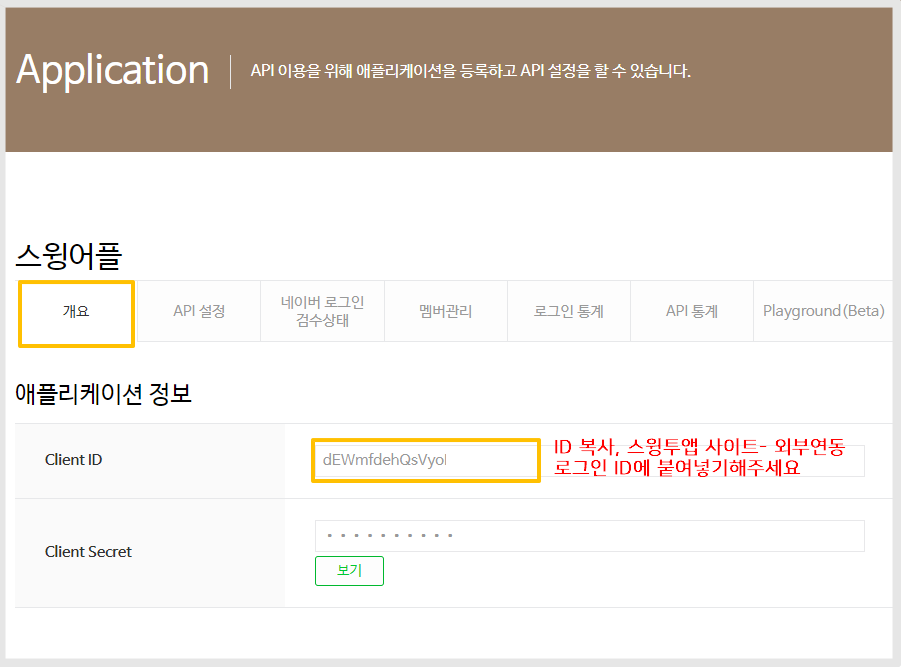 Application
API 이용을 위해 애플리케이션을 등록하고 API 설정을 할 수 있습니다.
스윙어플
개요
API 설정
네이버 로그인
검수상태
멤버관리
로그인 통계
API 통계
Playground(Beta)
애플리케이션 정보
Client ID
ID 복사, 스윙투앱 사이트- 외부연동
로그인 ID에 붙여넣기해주세요
Client Secret
• • • • • • • • • •
보기